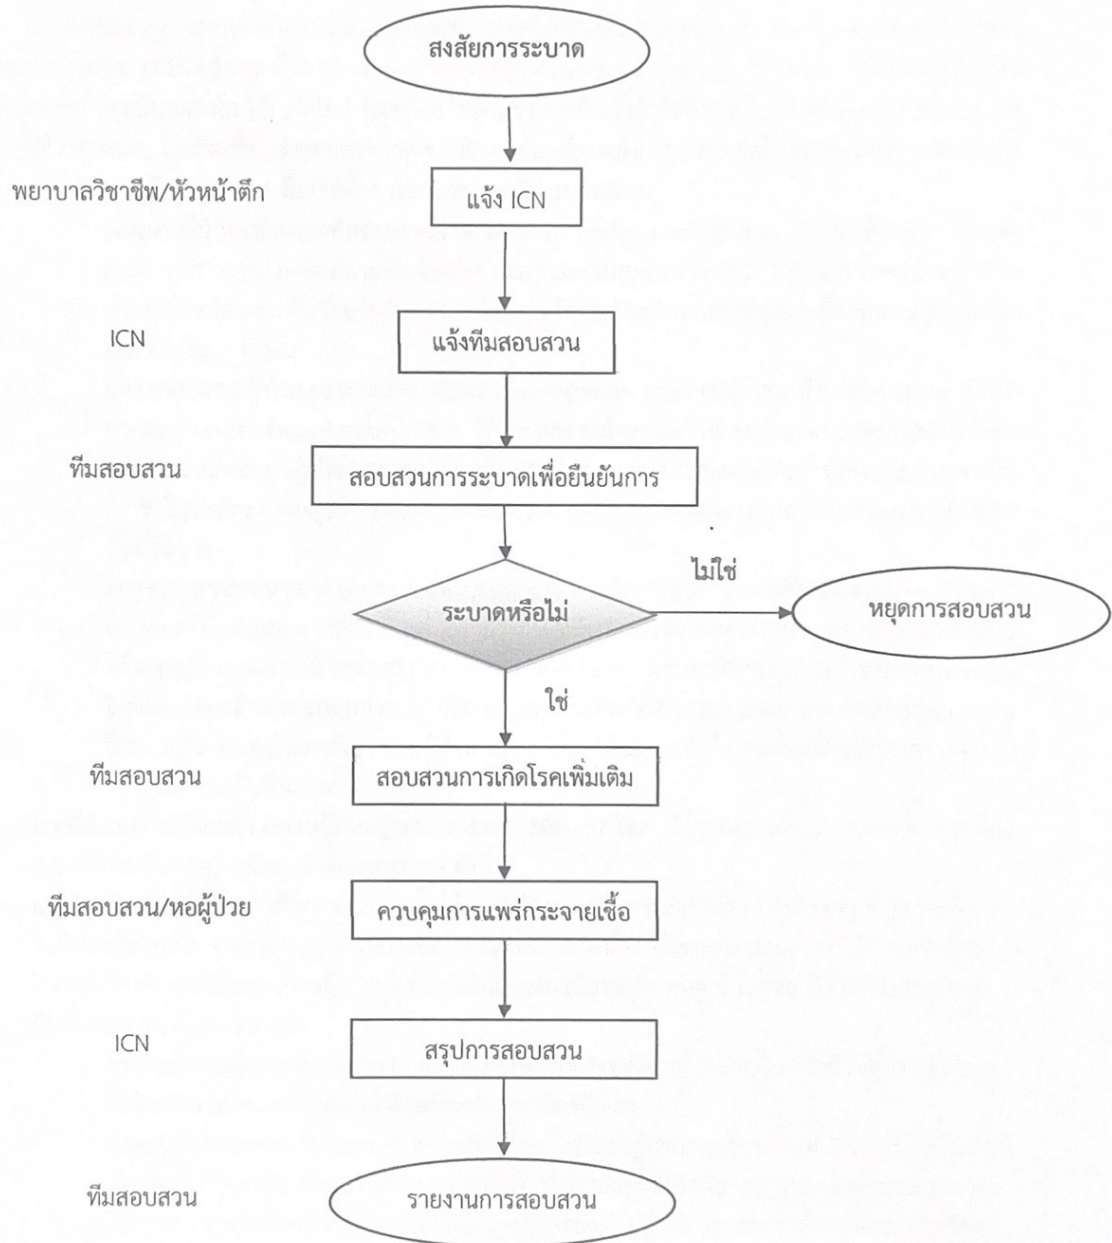 สงสัยการระบาด
พยาบาลวิชาชีพ/หัวหน้าตึก
แจ้ง ICN
ICN
แจ้งทีมสอบสวน
ทีมสอบสวน
สอบสวนการระบาดเพื่อยืนยันการ
ไม่ใช่
ระบาดหรือไม่
หยุดการสอบสวน
ใช่
ทีมสอบสวน
สอบสวนการเกิดโรคเพิ่มเติม
ทีมสอบสวน/หอผู้ป่วย
ควบคุมการแพร่กระจายเชื้อ
ICN
สรุปการสอบสวน
ทีมสอบสวน
รายงานการสอบสวน